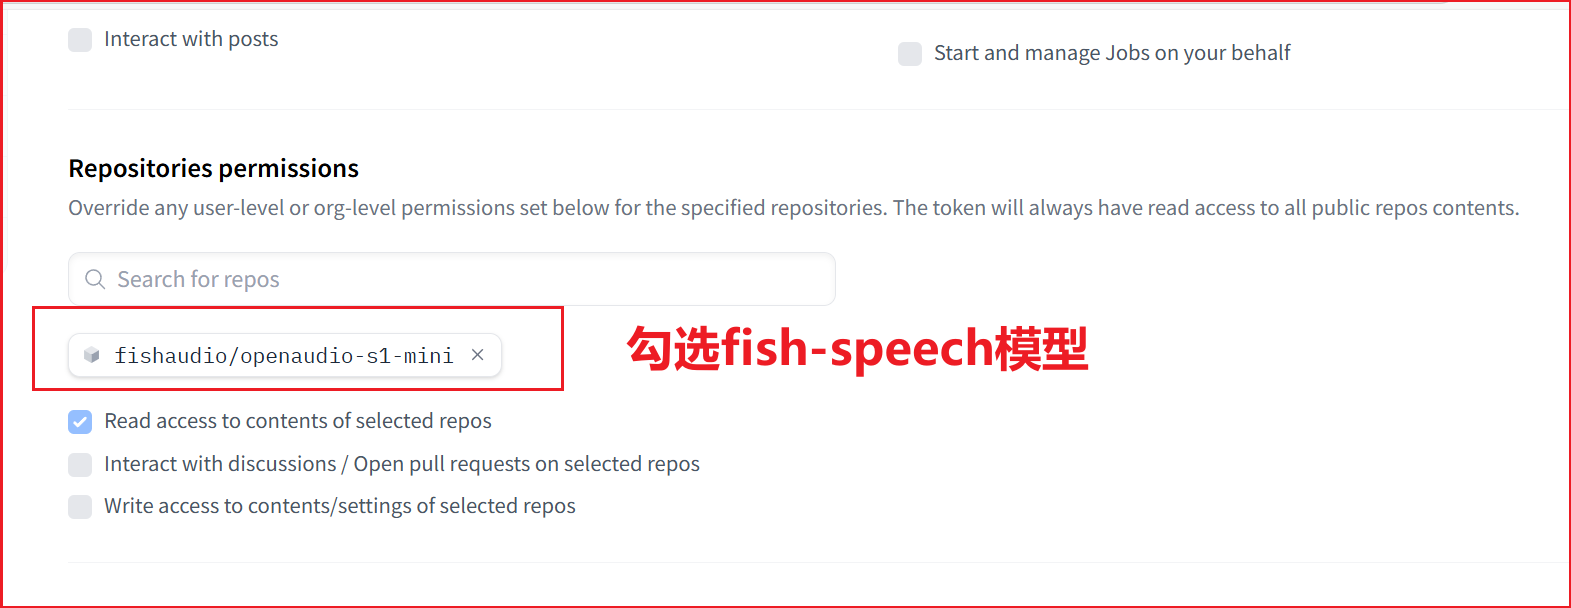 Interact with posts
Start and manage Jobs on your behalf
Repositories permissions
Override any user-level or org-level permissions set below for the specified repositories. The token will always have read access to all public repos contents.
Search for repos
fishaudio/openaudio-s1-mini ×
勾选fish-speech模型
Read access to contents of selected repos
Interact with discussions / Open pull requests on selected repos
Write access to contents/settings of selected repos